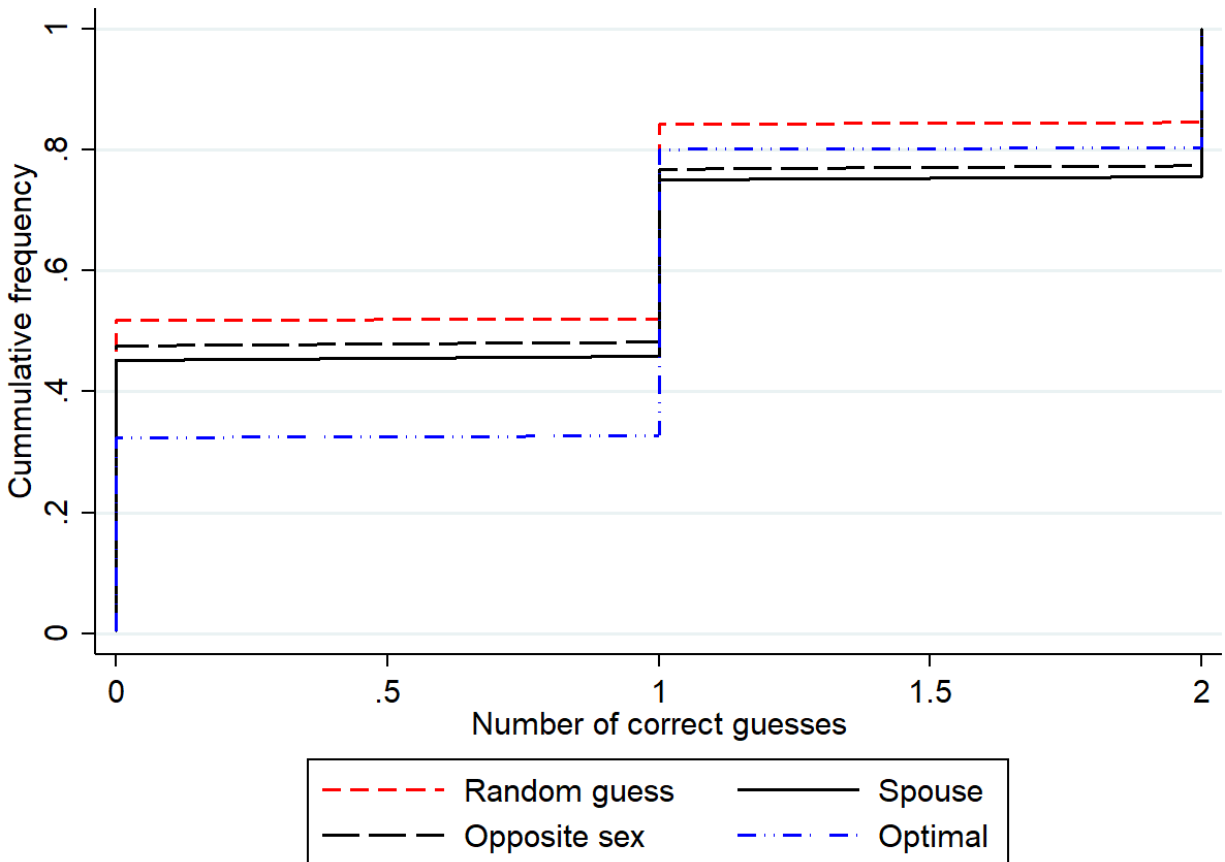 Cummulative frequency
1
.8
.6
.4
.2
0
0 .5 1 1.5 2
Number of correct guesses
Random guess Spouse
Opposite sex Optimal